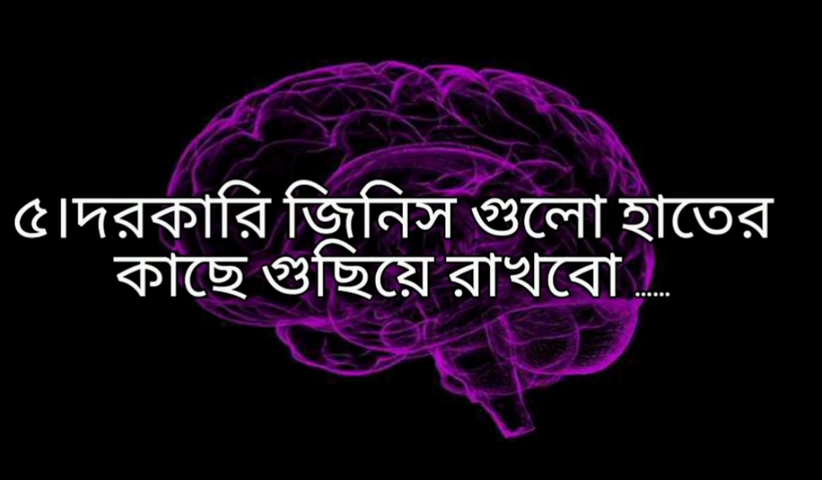 ৫।দরকারি জিনিস গুলো হাতের
কাছে গুছিয়ে রাখবো ......